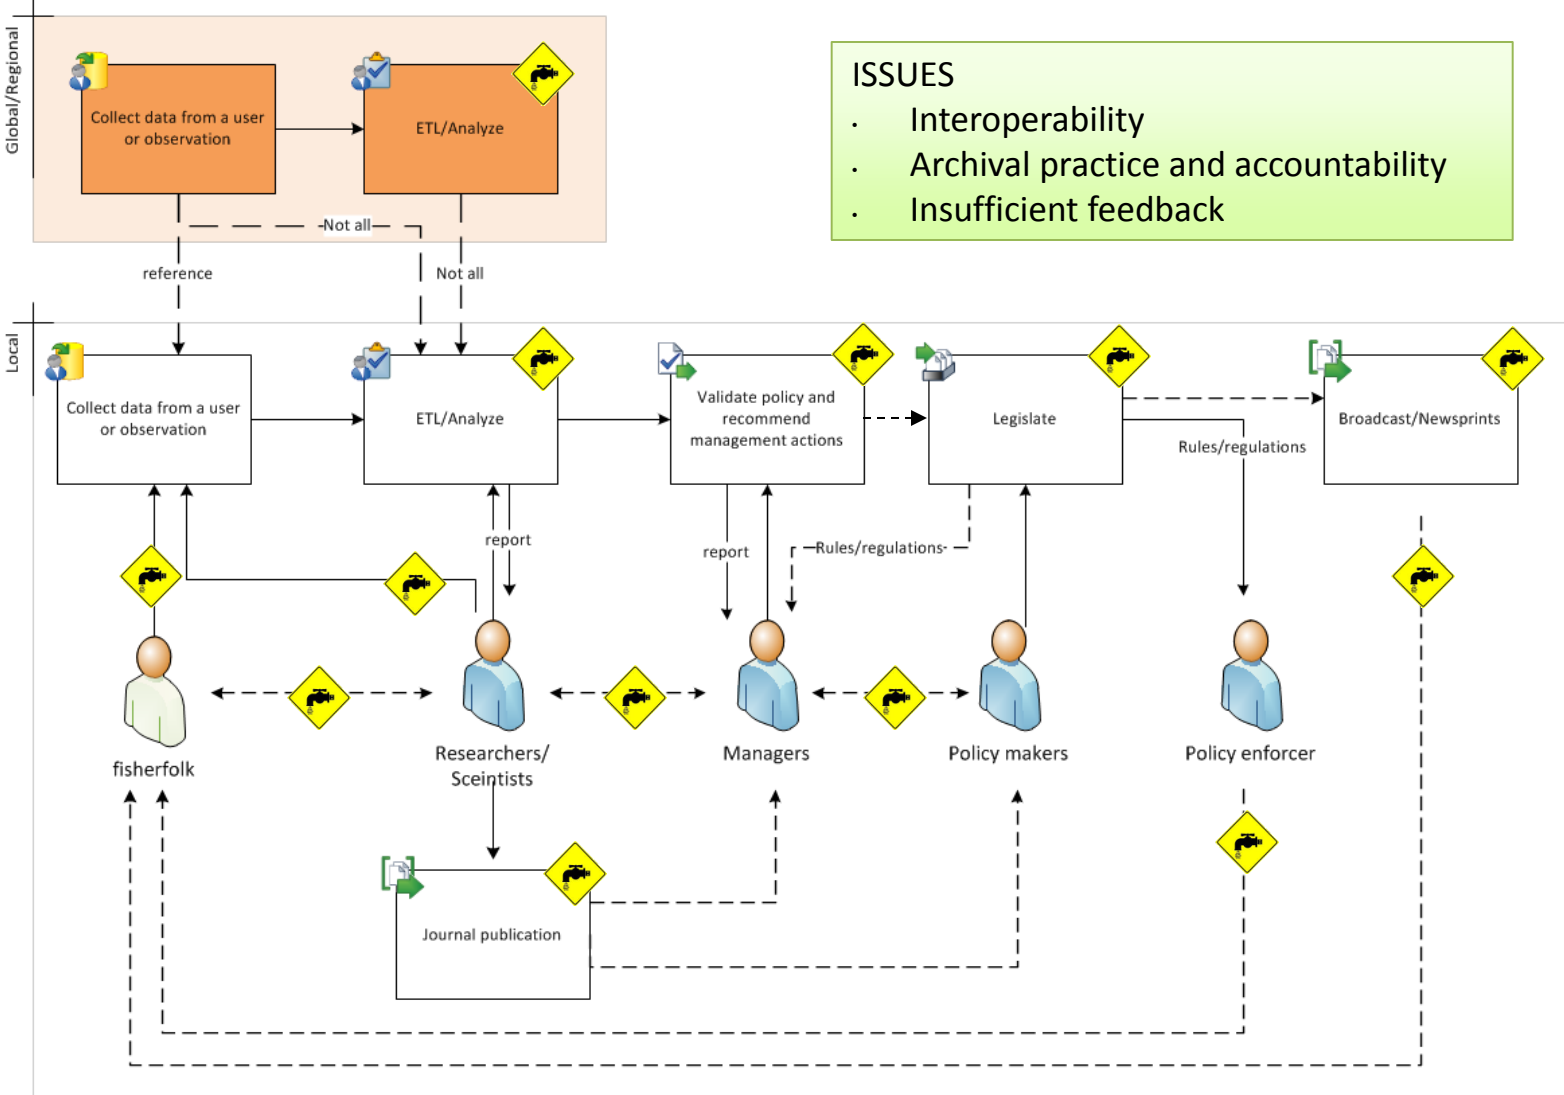 Global/Regional
Collect data from a user
or observation
ETL/Analyze
ISSUES
· Interoperability
· Archival practice and accountability
· Insufficient feedback
Not all
reference
Not all
Local
Collect data from a user
or observation
ETL/Analyze
Validate policy and
recommend
management actions
Legislate
Broadcast/Newsprints
Rules/regulations
report
report
Rules/regulations
fisherfolk
Researchers/
Sceintists
Managers
Policy makers
Policy enforcer
Journal publication